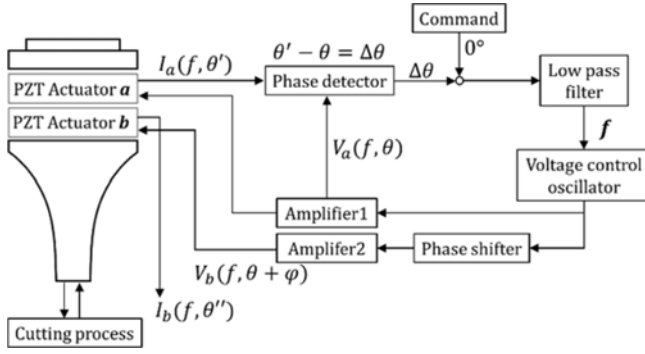 Command
I_a(f, θ′)
θ′ − θ = Δθ
0°
PZT Actuator a
Phase detector
Δθ
Low pass
filter
PZT Actuator b
V_a(f, θ)
f
Voltage control
oscillator
Amplifier1
Amplifer2
Phase shifter
V_b(f, θ + φ)
I_b(f, θ′′)
Cutting process